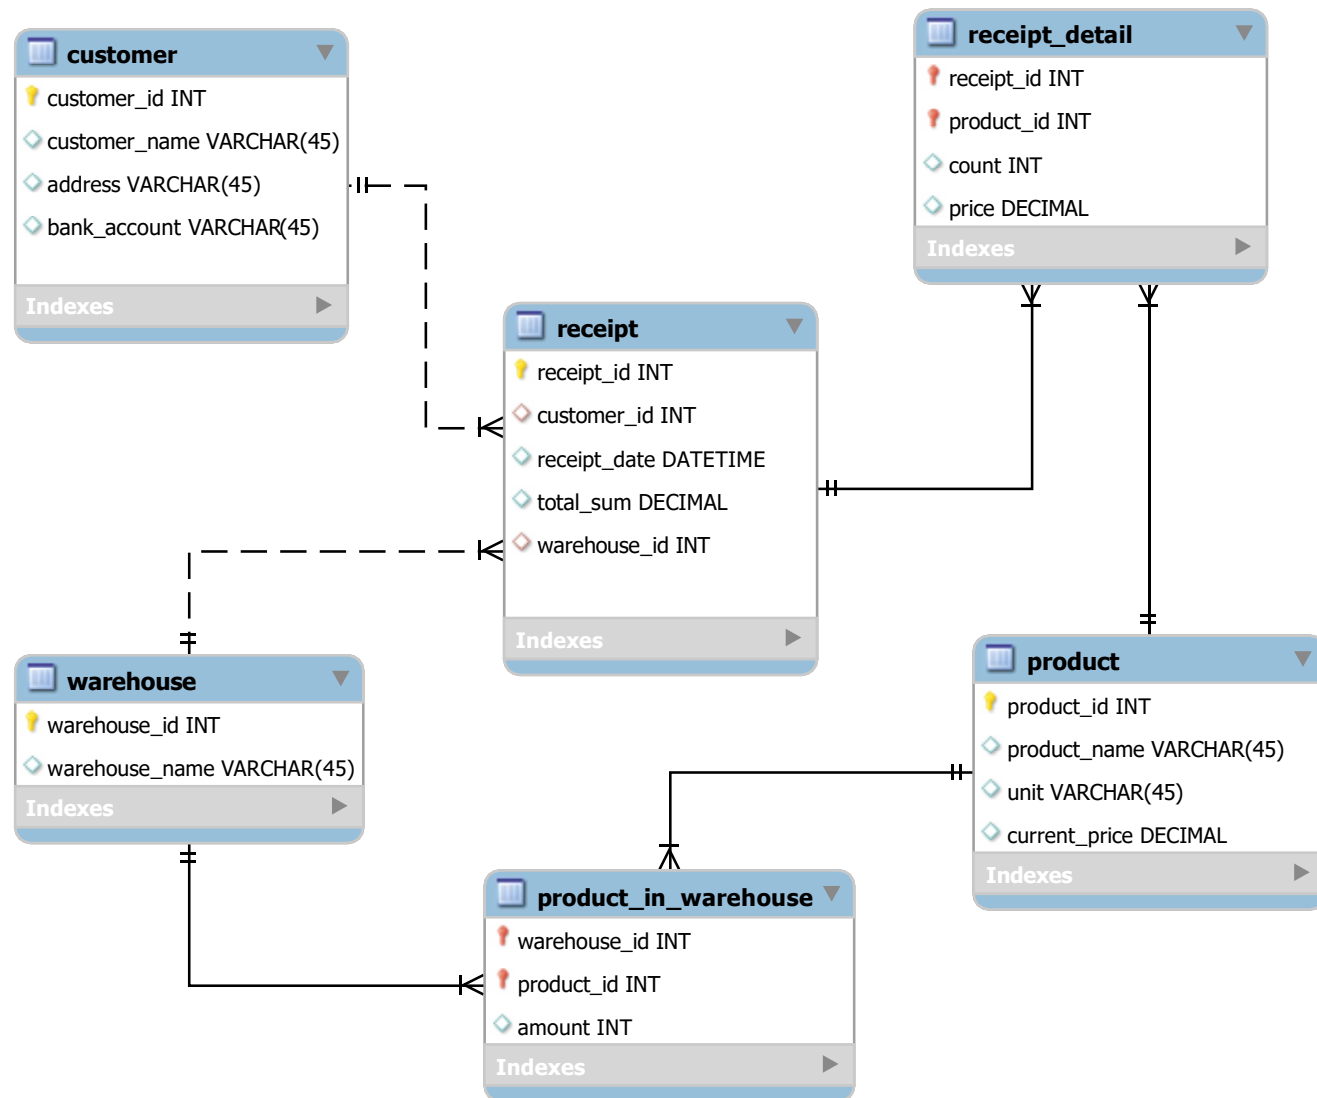 customer
customer_id INT
customer_name VARCHAR(45)
address VARCHAR(45)
bank_account VARCHAR(45)
Indexes
receipt_detail
receipt_id INT
product_id INT
count INT
price DECIMAL
Indexes
receipt
receipt_id INT
customer_id INT
receipt_date DATETIME
total_sum DECIMAL
warehouse_id INT
Indexes
warehouse
warehouse_id INT
warehouse_name VARCHAR(45)
Indexes
product
product_id INT
product_name VARCHAR(45)
unit VARCHAR(45)
current_price DECIMAL
Indexes
product_in_warehouse
warehouse_id INT
product_id INT
amount INT
Indexes